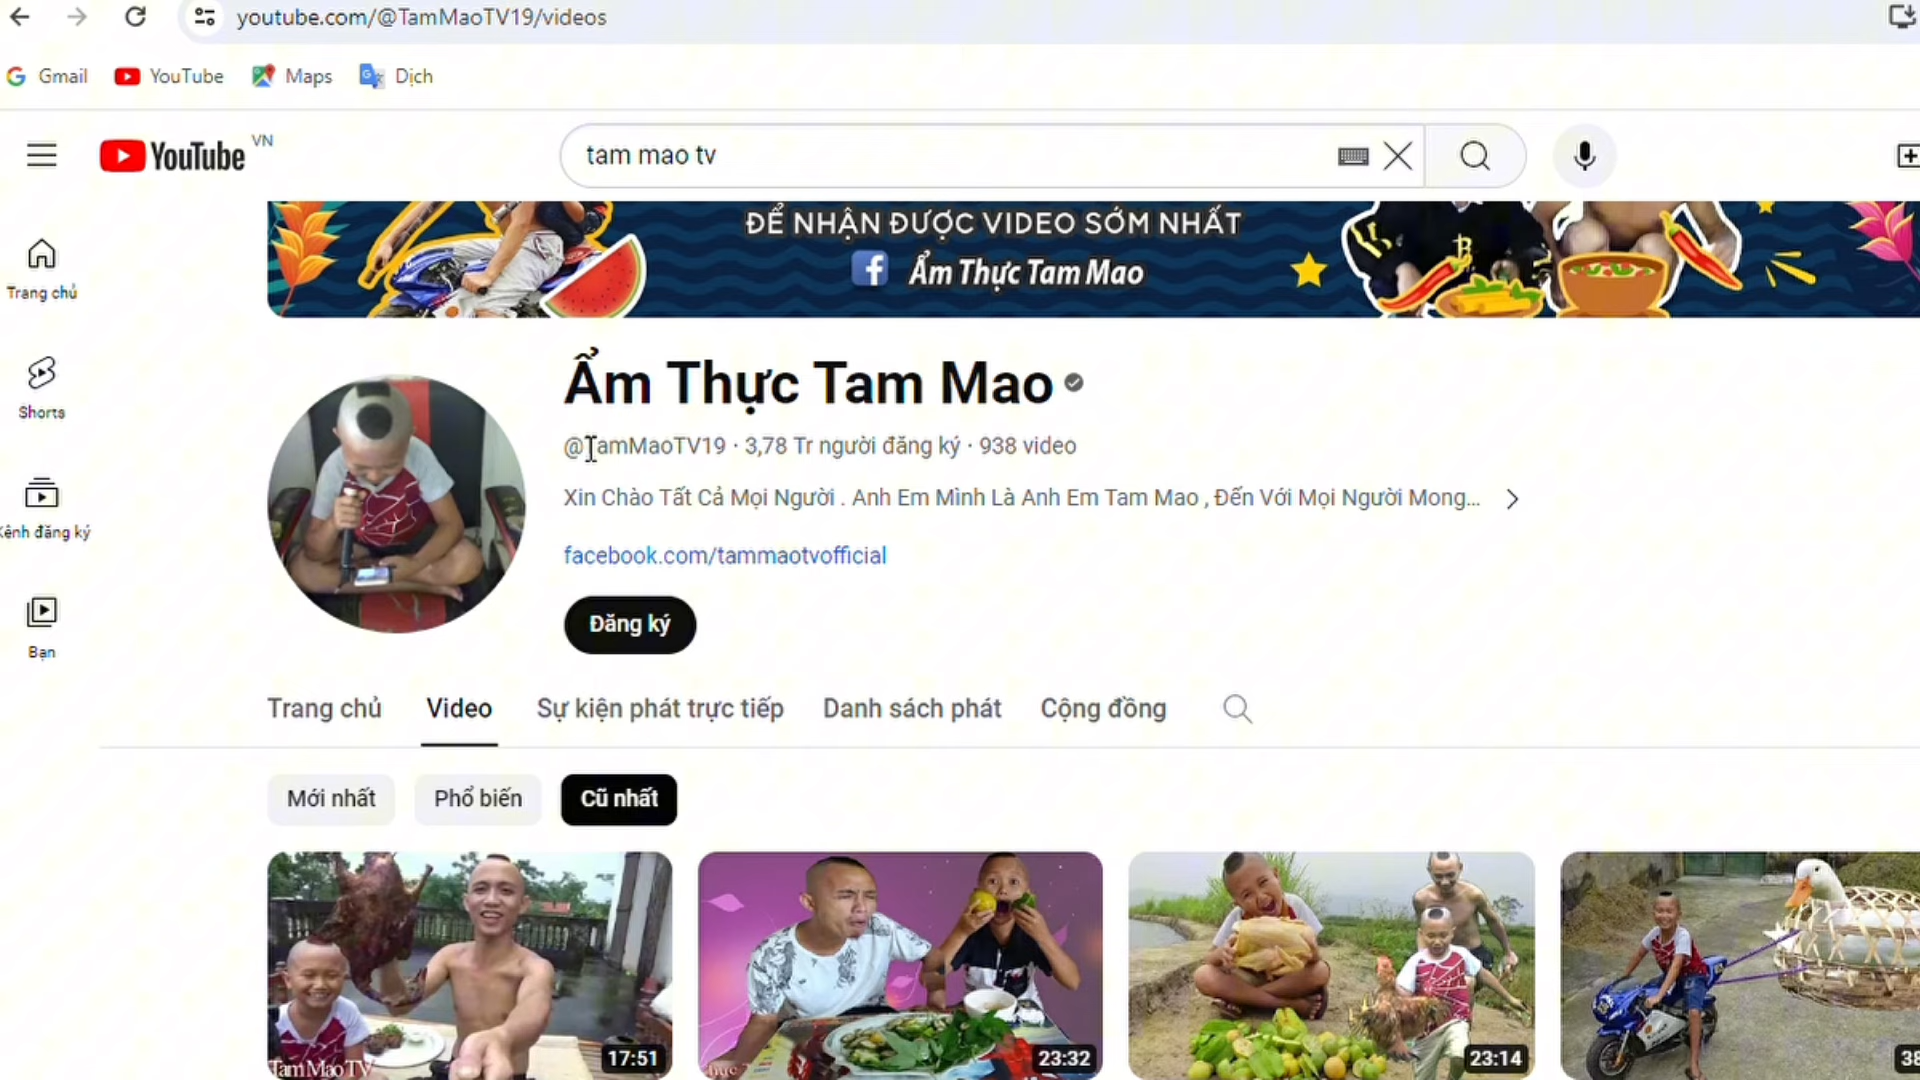 youtube.com/@TamMaoTV19/videos
Gmail YouTube Maps Dịch
YouTube VN
tam mao tv
ĐỂ NHẬN ĐƯỢC VIDEO SỚM NHẤT
Ẩm Thực Tam Mao
Trang chủ
Shorts
Kênh đăng ký
Bạn
Ẩm Thực Tam Mao
@TamMaoTV19 · 3,78 Tr người đăng ký · 938 video
Xin Chào Tất Cả Mọi Người . Anh Em Mình Là Anh Em Tam Mao , Đến Với Mọi Người Mong...
facebook.com/tammaotvofficial
Đăng ký
Trang chủ Video Sự kiện phát trực tiếp Danh sách phát Cộng đồng
Mới nhất Phổ biến Cũ nhất
Tam Mao TV
17:51 23:32 23:14 38